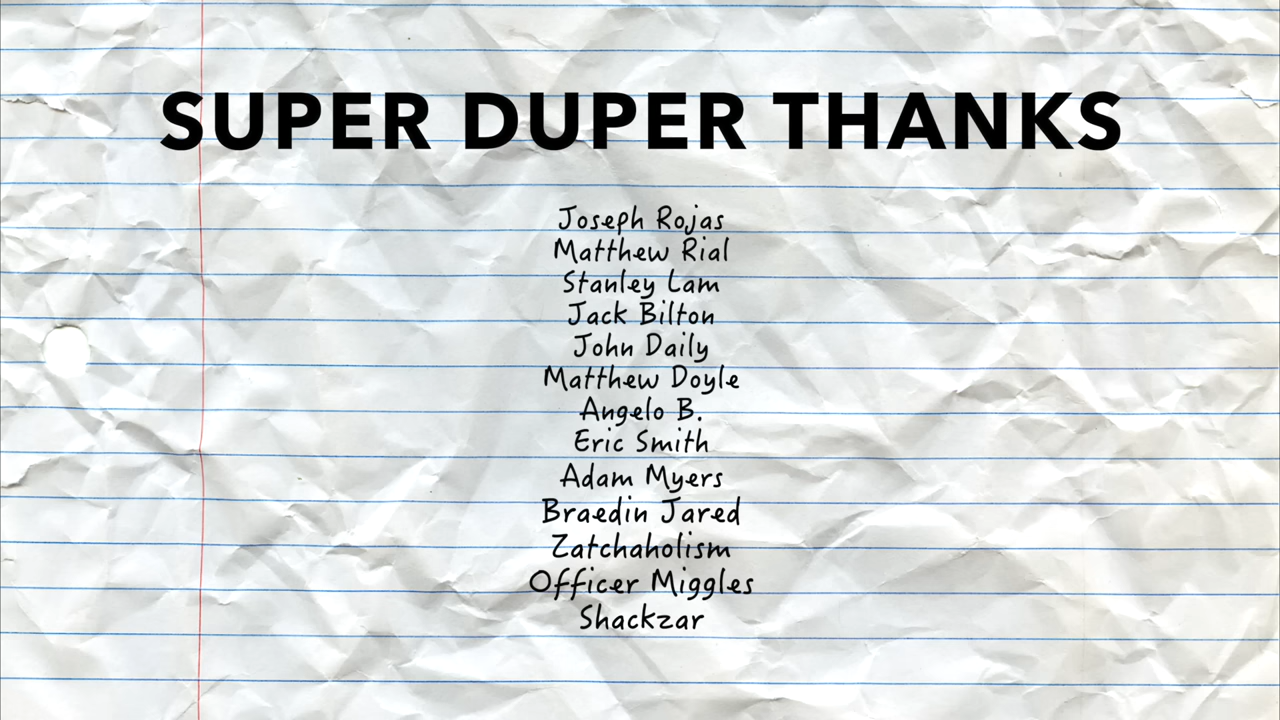 SUPER DUPER THANKS
Joseph Rojas
Matthew Rial
Stanley Lam
Jack Bilton
John Daily
Matthew Doyle
Angelo B.
Eric Smith
Adam Myers
Braedin Jared
Zatchaholism
Officer Miggles
Shackzar